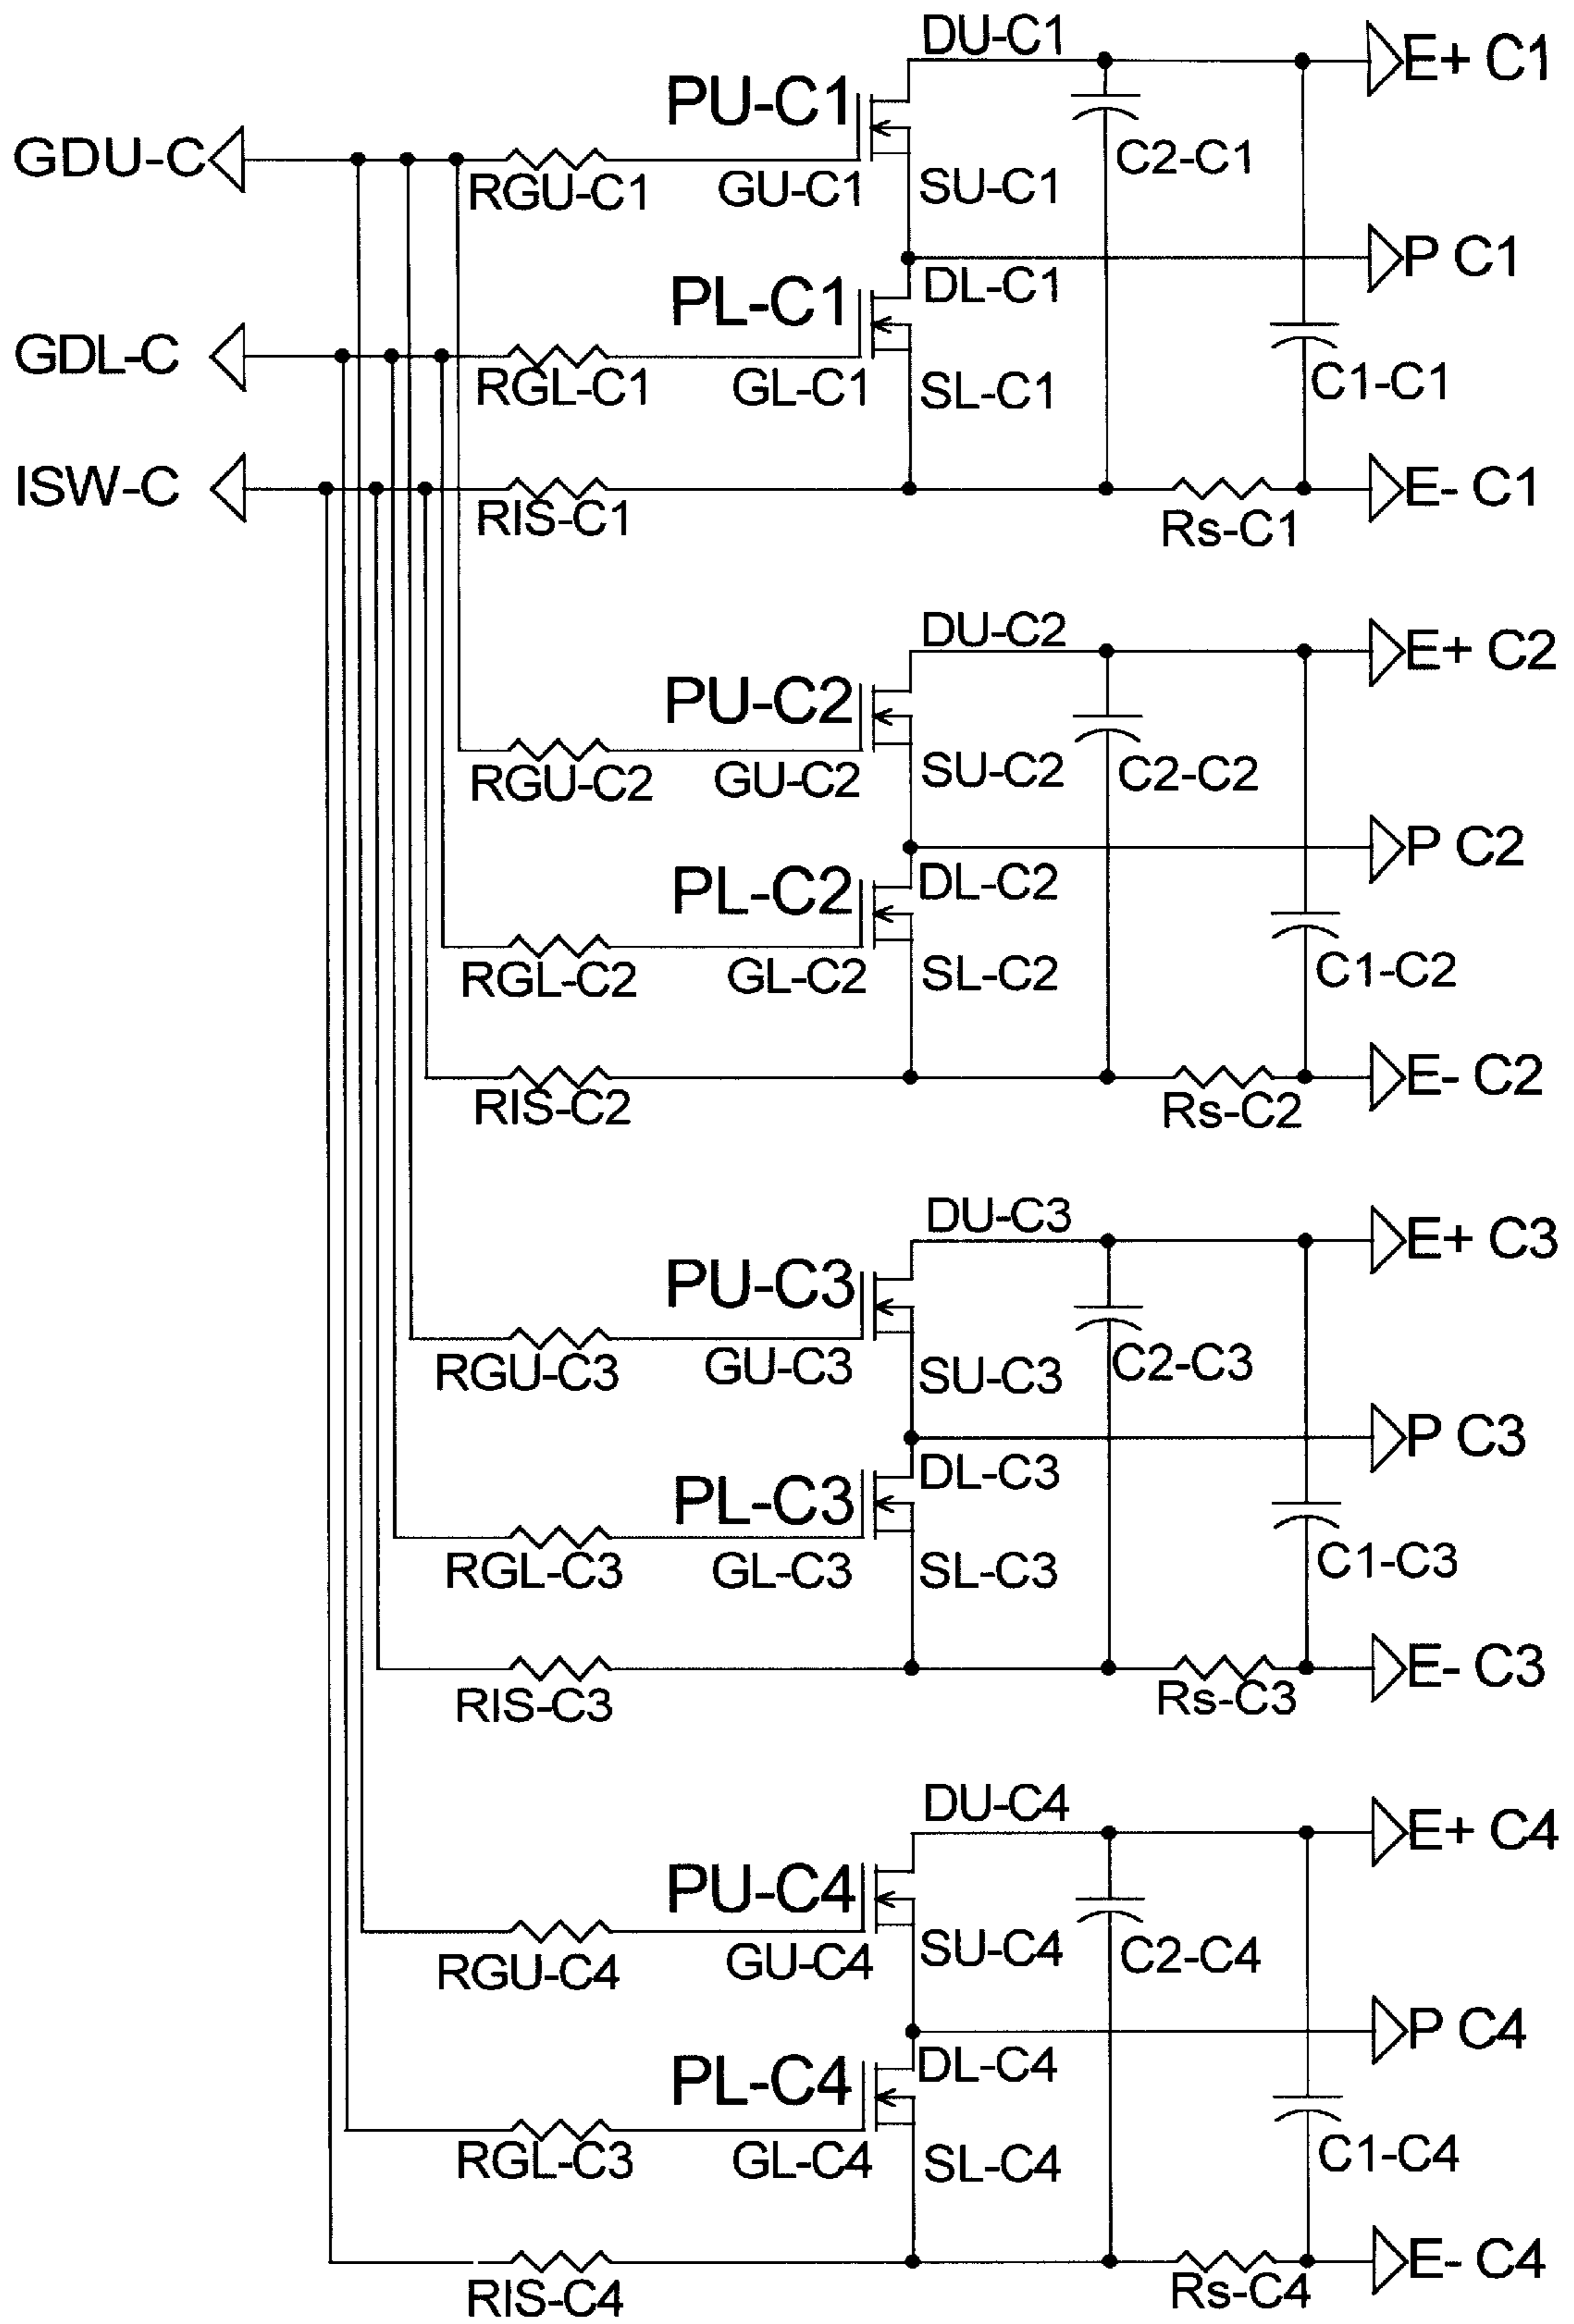 DU-C1
E+ C1
PU-C1
GDU-C
C2-C1
RGU-C1
GU-C1
SU-C1
P C1
PL-C1
DL-C1
GDL-C
RGL-C1
GL-C1
SL-C1
C1-C1
ISW-C
E- C1
RIS-C1
Rs-C1
DU-C2
E+ C2
PU-C2
RGU-C2
GU-C2
SU-C2
C2-C2
P C2
PL-C2
DL-C2
RGL-C2
GL-C2
SL-C2
C1-C2
E- C2
RIS-C2
Rs-C2
DU-C3
E+ C3
PU-C3
RGU-C3
GU-C3
SU-C3
C2-C3
P C3
PL-C3
DL-C3
RGL-C3
GL-C3
SL-C3
C1-C3
E- C3
RIS-C3
Rs-C3
DU-C4
E+ C4
PU-C4
RGU-C4
GU-C4
SU-C4
C2-C4
P C4
PL-C4
DL-C4
RGL-C3
GL-C4
SL-C4
C1-C4
E- C4
RIS-C4
Rs-C4